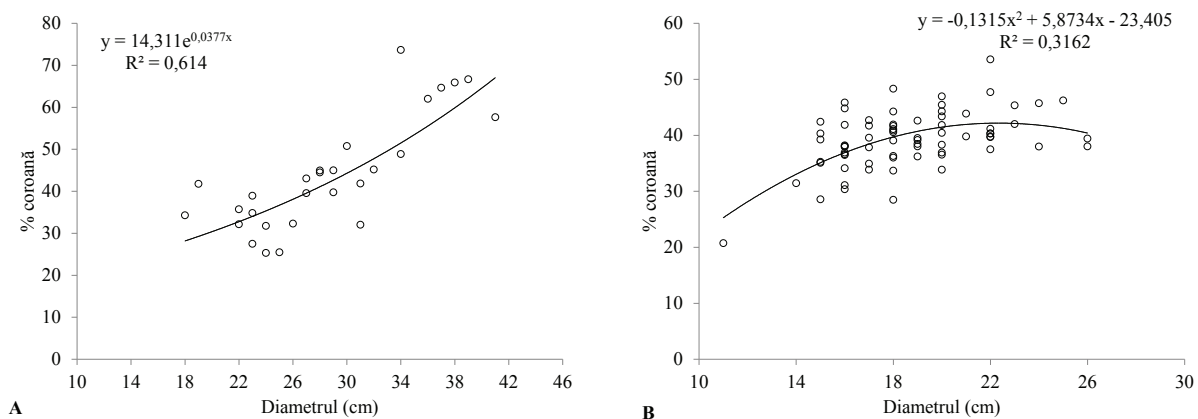 80
70
60
50
40
30
20
10
0
% coroană
y = 14,311e^0,0377x
R² = 0,614
10 14 18 22 26 30 34 38 42 46
Diametrul (cm)
A
60
50
40
30
20
10
0
% coroană
y = -0,1315x² + 5,8734x - 23,405
R² = 0,3162
10 14 18 22 26 30
Diametrul (cm)
B